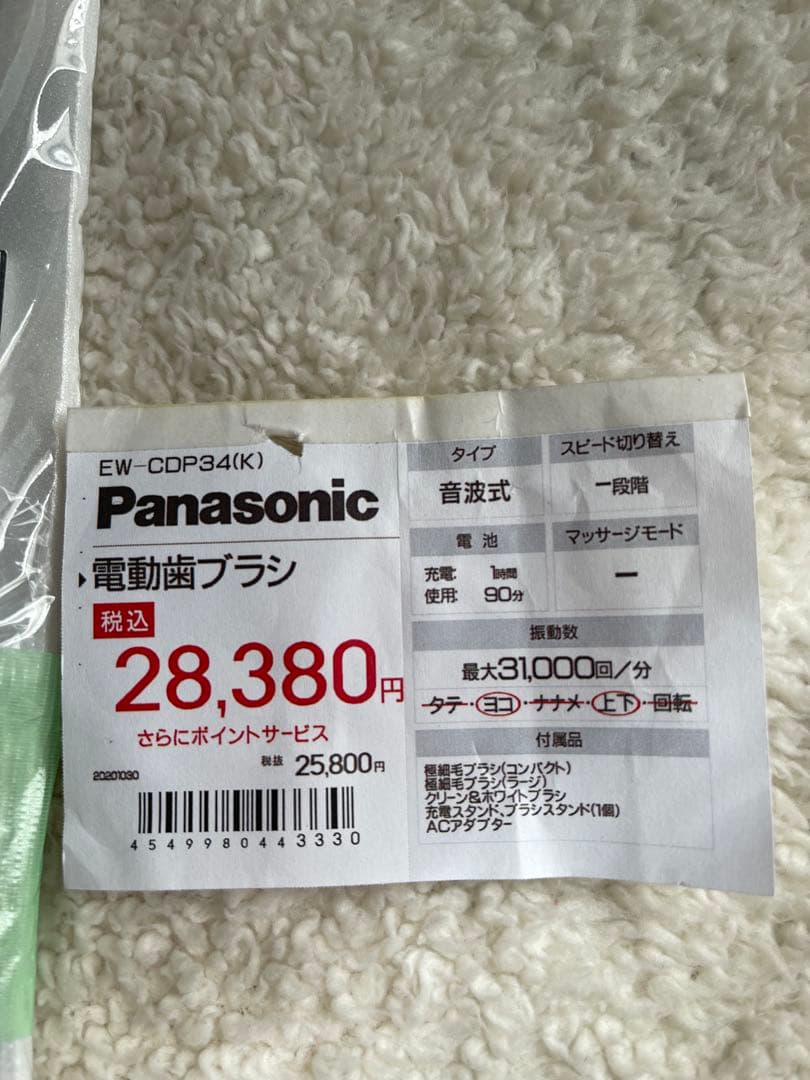 EW-CDP34(K)
Panasonic
電動歯ブラシ
税込
28,380円
さらにポイントサービス
税抜 25,800円
20201030
4549980443330
タイプ
音波式
スピード切り替え
一段階
電池
充電: 1時間
使用: 90分
マッサージモード
ー
振動数
最大31,000回/分
タテ・ヨコ・ナナメ・上下・回転
付属品
極細毛ブラシ(コンパクト)
極細毛ブラシ(ラージ)
クリーン&ホワイトブラシ
充電スタンド、ブラシスタンド(1個)
ACアダプター